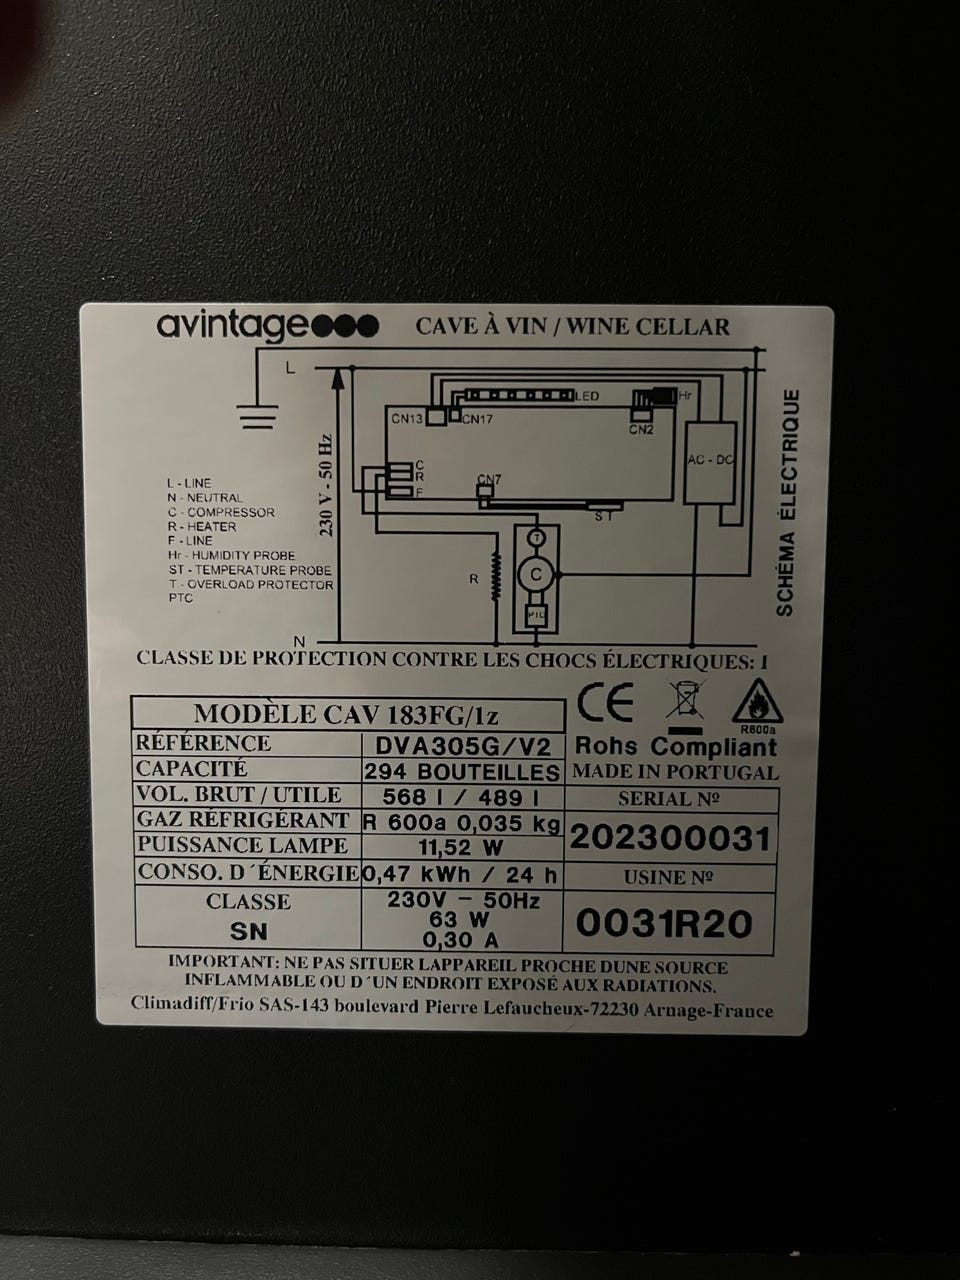 avintage
CAVE À VIN / WINE CELLAR
L
LED
Hr
CN13
CN17
CN2
AC - DC
C
R
F
CN7
S T
230 V - 50 Hz
L - LINE
N - NEUTRAL
C - COMPRESSOR
R - HEATER
F - LINE
Hr - HUMIDITY PROBE
ST - TEMPERATURE PROBE
T - OVERLOAD PROTECTOR
PTC
T
R
C
N
SCHÉMA ÉLECTRIQUE
CLASSE DE PROTECTION CONTRE LES CHOCS ÉLECTRIQUES: I
MODÈLE CAV 183FG/1z
CE
R600a
RÉFÉRENCE DVA305G/V2
Rohs Compliant
CAPACITÉ 294 BOUTEILLES
MADE IN PORTUGAL
VOL. BRUT / UTILE 568 l / 489 l
SERIAL Nº
GAZ RÉFRIGÉRANT R 600a 0,035 kg
202300031
PUISSANCE LAMPE 11,52 W
CONSO. D´ÉNERGIE 0,47 kWh / 24 h
USINE Nº
CLASSE
SN
230V - 50Hz
63 W
0,30 A
0031R20
IMPORTANT: NE PAS SITUER LAPPAREIL PROCHE DUNE SOURCE
INFLAMMABLE OU D´UN ENDROIT EXPOSÉ AUX RADIATIONS.
Climadiff/Frio SAS-143 boulevard Pierre Lefaucheux-72230 Arnage-France